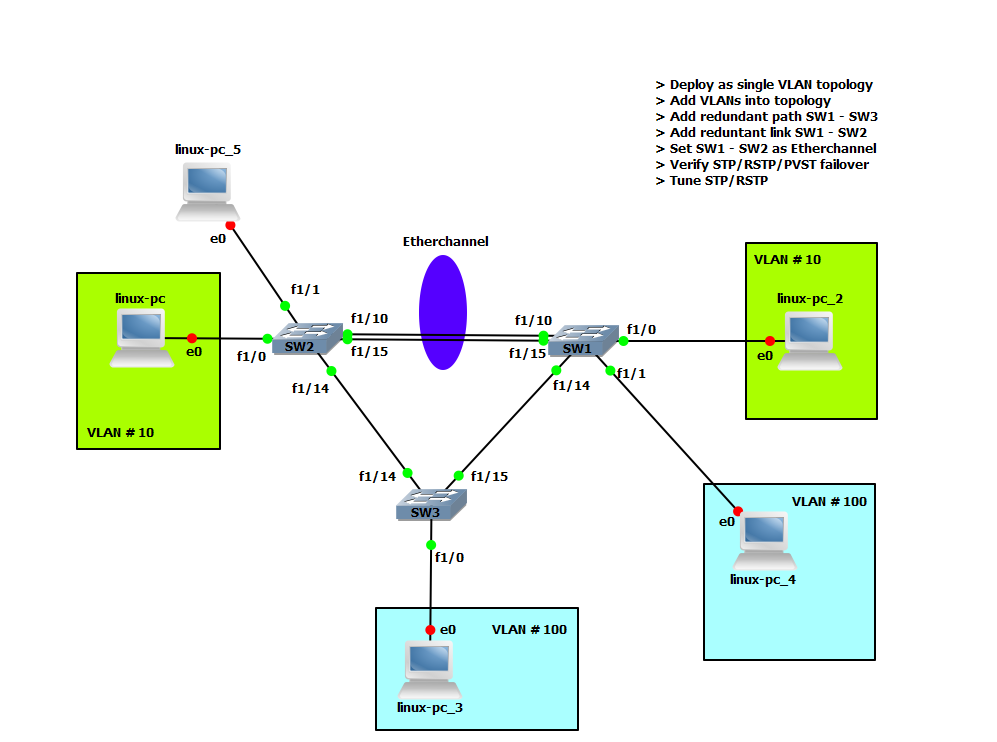 > Deploy as single VLAN topology
> Add VLANs into topology
> Add redundant path SW1 - SW3
> Add reduntant link SW1 - SW2
> Set SW1 - SW2 as Etherchannel
> Verify STP/RSTP/PVST failover
> Tune STP/RSTP
linux-pc_5
e0
f1/1
Etherchannel
VLAN # 10
linux-pc
e0
f1/0
SW2
f1/10
f1/15
f1/14
f1/10
f1/15
SW1
f1/0
f1/1
f1/14
VLAN # 10
linux-pc_2
e0
VLAN # 100
e0
linux-pc_4
f1/14
f1/15
SW3
f1/0
e0
VLAN # 100
linux-pc_3